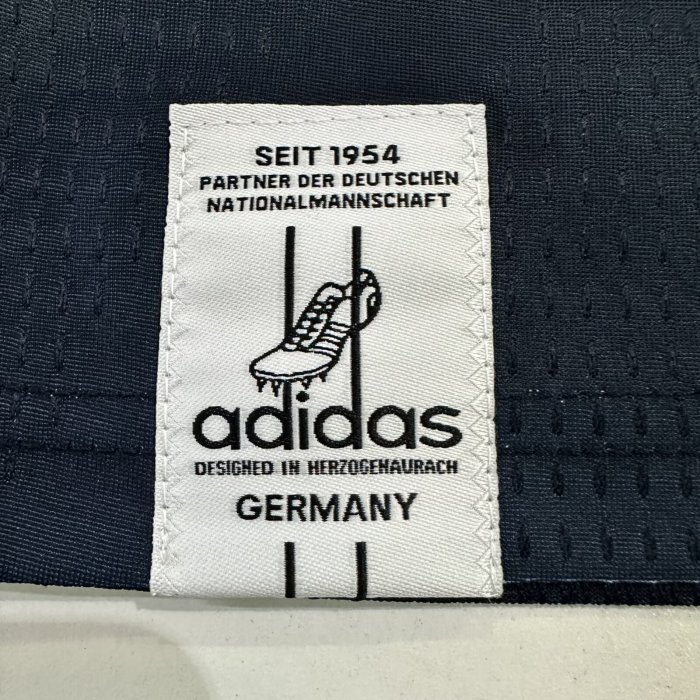 SEIT 1954
PARTNER DER DEUTSCHEN
NATIONALMANNSCHAFT
adidas
DESIGNED IN HERZOGENAURACH
GERMANY